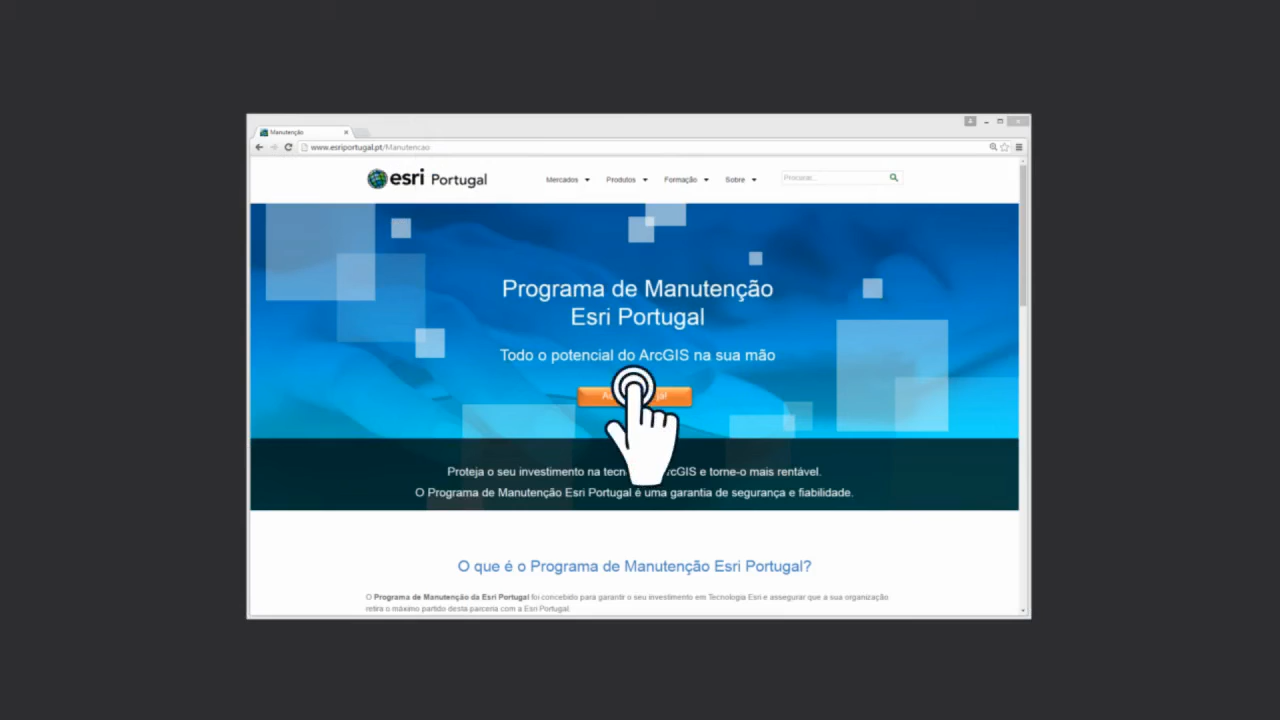 Manutenção
www.esriportugal.pt/Manutencao
esri Portugal
Mercados Produtos Formação Sobre Procurar...
Programa de Manutenção
Esri Portugal
Todo o potencial do ArcGIS na sua mão
Proteja o seu investimento na ArcGIS e torne-o mais rentável.
O Programa de Manutenção Esri Portugal é uma garantia de segurança e fiabilidade.
O que é o Programa de Manutenção Esri Portugal?
O Programa de Manutenção da Esri Portugal foi concebido para garantir o seu investimento em Tecnologia Esri e assegurar que a sua organização
retira o máximo partido desta parceria com a Esri Portugal.